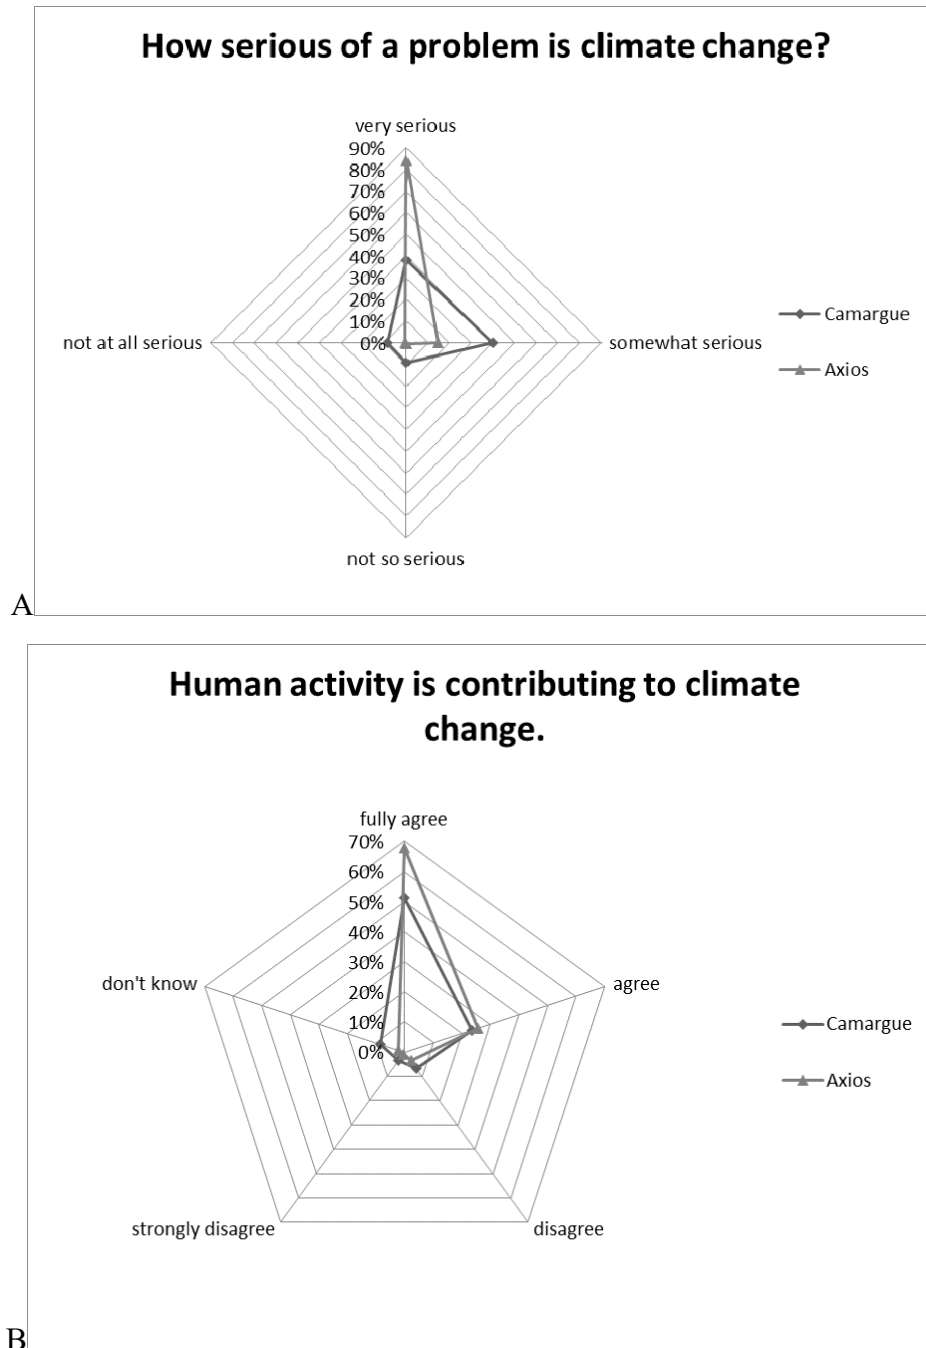 How serious of a problem is climate change?
very serious
90%
80%
70%
60%
50%
40%
30%
20%
10%
0%
not at all serious
somewhat serious
not so serious
Camargue
Axios
A
Human activity is contributing to climate
change.
fully agree
70%
60%
50%
40%
30%
20%
10%
0%
don't know
agree
strongly disagree
disagree
Camargue
Axios
B